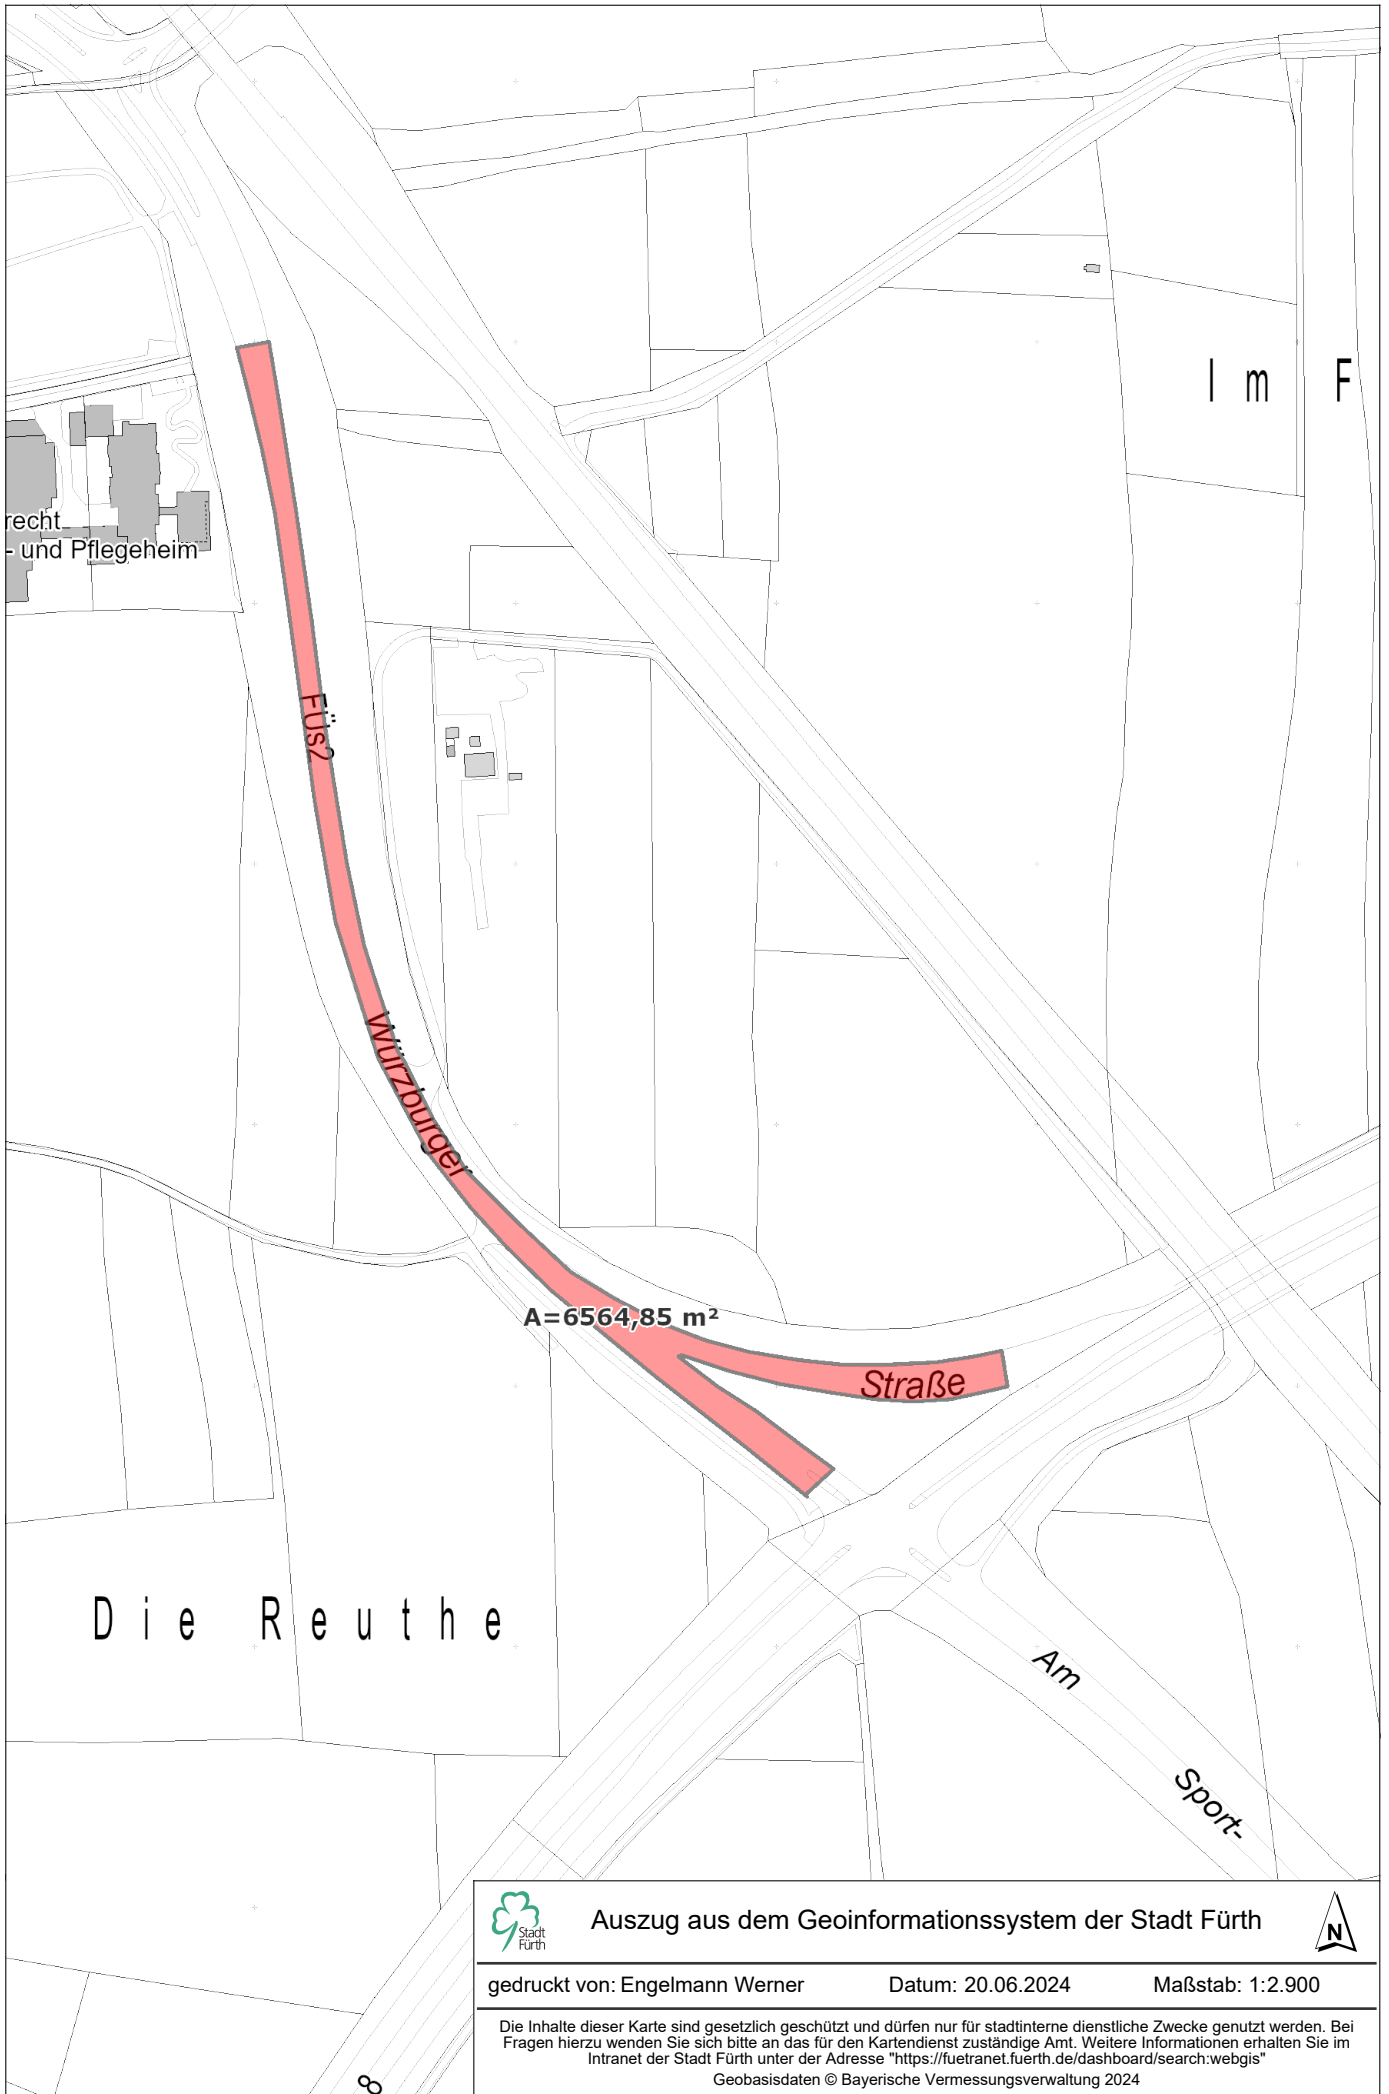 Im F
recht
- und Pflegeheim
FÜs2
Würzburger
A=6564,85 m²
Straße
Die Reuthe
Am
Sport-
8
Stadt
Fürth
Auszug aus dem Geoinformationssystem der Stadt Fürth
N
gedruckt von: Engelmann Werner Datum: 20.06.2024 Maßstab: 1:2.900
Die Inhalte dieser Karte sind gesetzlich geschützt und dürfen nur für stadtinterne dienstliche Zwecke genutzt werden. Bei
Fragen hierzu wenden Sie sich bitte an das für den Kartendienst zuständige Amt. Weitere Informationen erhalten Sie im
Intranet der Stadt Fürth unter der Adresse "https://fuetranet.fuerth.de/dashboard/search:webgis"
Geobasisdaten © Bayerische Vermessungsverwaltung 2024